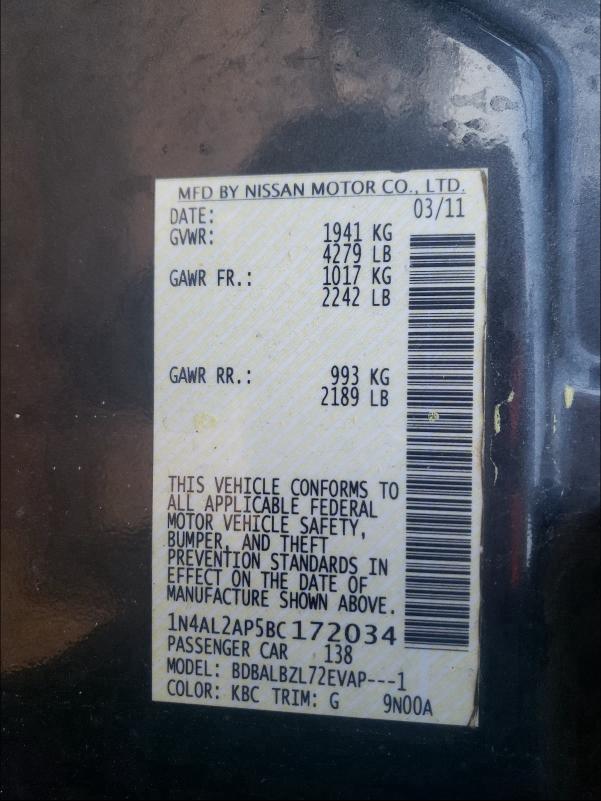 MFD BY NISSAN MOTOR CO., LTD.
DATE: 03/11
GVWR: 1941 KG
4279 LB
GAWR FR.: 1017 KG
2242 LB
GAWR RR.: 993 KG
2189 LB
THIS VEHICLE CONFORMS TO
ALL APPLICABLE FEDERAL
MOTOR VEHICLE SAFETY,
BUMPER, AND THEFT
PREVENTION STANDARDS IN
EFFECT ON THE DATE OF
MANUFACTURE SHOWN ABOVE.
1N4AL2AP5BC172034
PASSENGER CAR 138
MODEL: BDBALBZL72EVAP---1
COLOR: KBC TRIM: G 9N00A